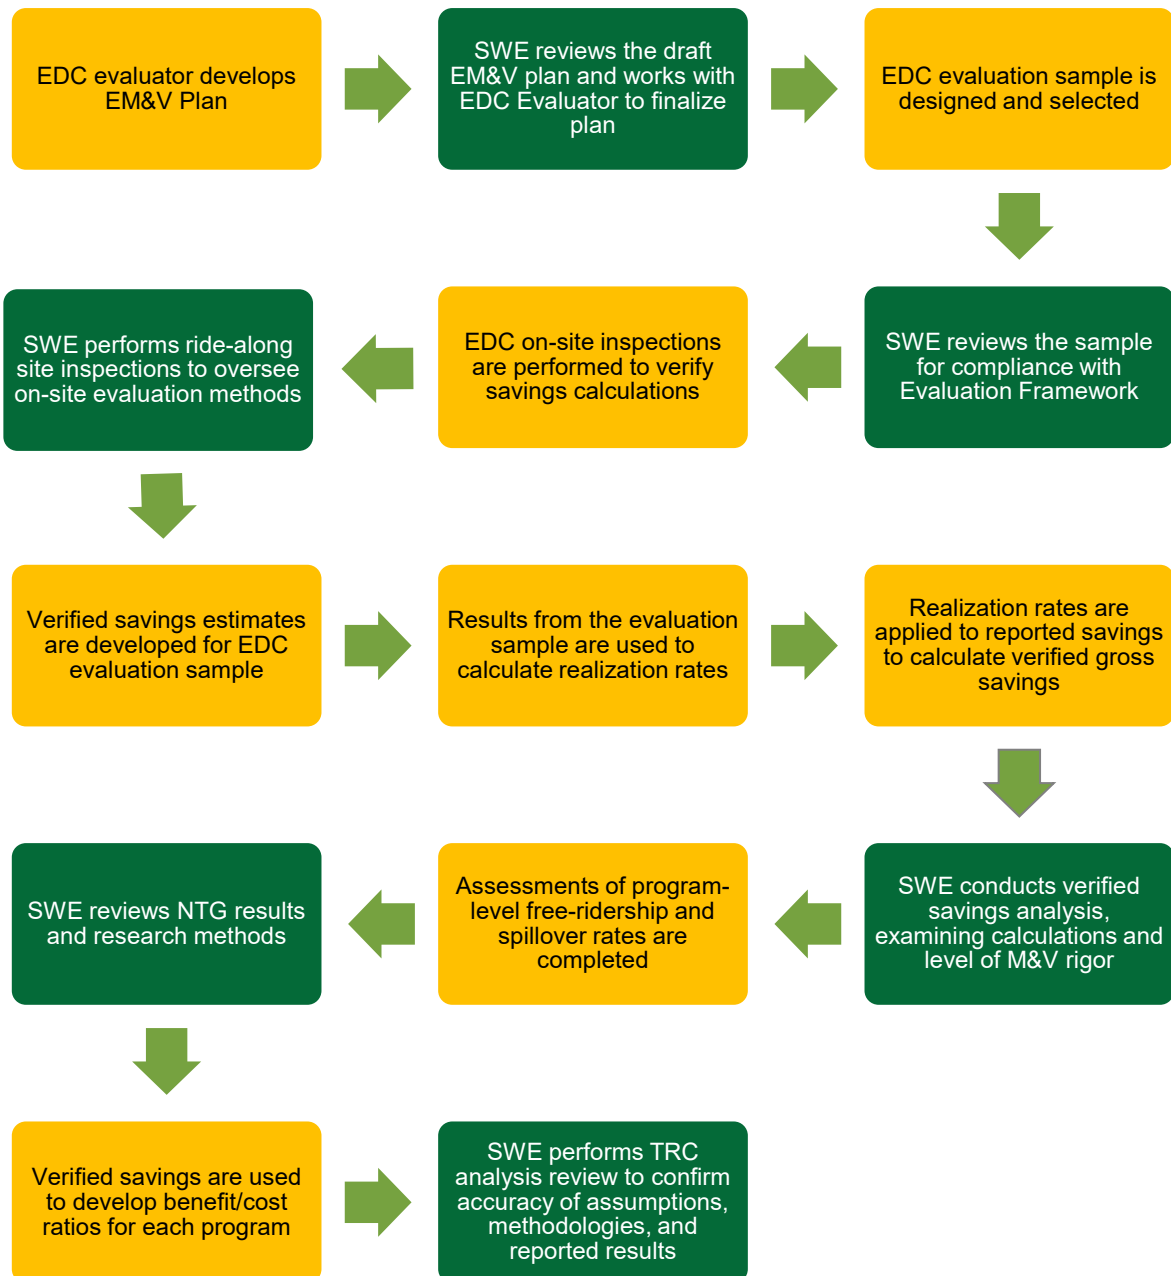 EDC evaluator develops
EM&V Plan
SWE reviews the draft
EM&V plan and works with
EDC Evaluator to finalize
plan
EDC evaluation sample is
designed and selected
SWE reviews the sample
for compliance with
Evaluation Framework
EDC on-site inspections
are performed to verify
savings calculations
SWE performs ride-along
site inspections to oversee
on-site evaluation methods
Verified savings estimates
are developed for EDC
evaluation sample
Results from the evaluation
sample are used to
calculate realization rates
Realization rates are
applied to reported savings
to calculate verified gross
savings
SWE conducts verified
savings analysis,
examining calculations and
level of M&V rigor
Assessments of program-
level free-ridership and
spillover rates are
completed
SWE reviews NTG results
and research methods
Verified savings are used
to develop benefit/cost
ratios for each program
SWE performs TRC
analysis review to confirm
accuracy of assumptions,
methodologies, and
reported results